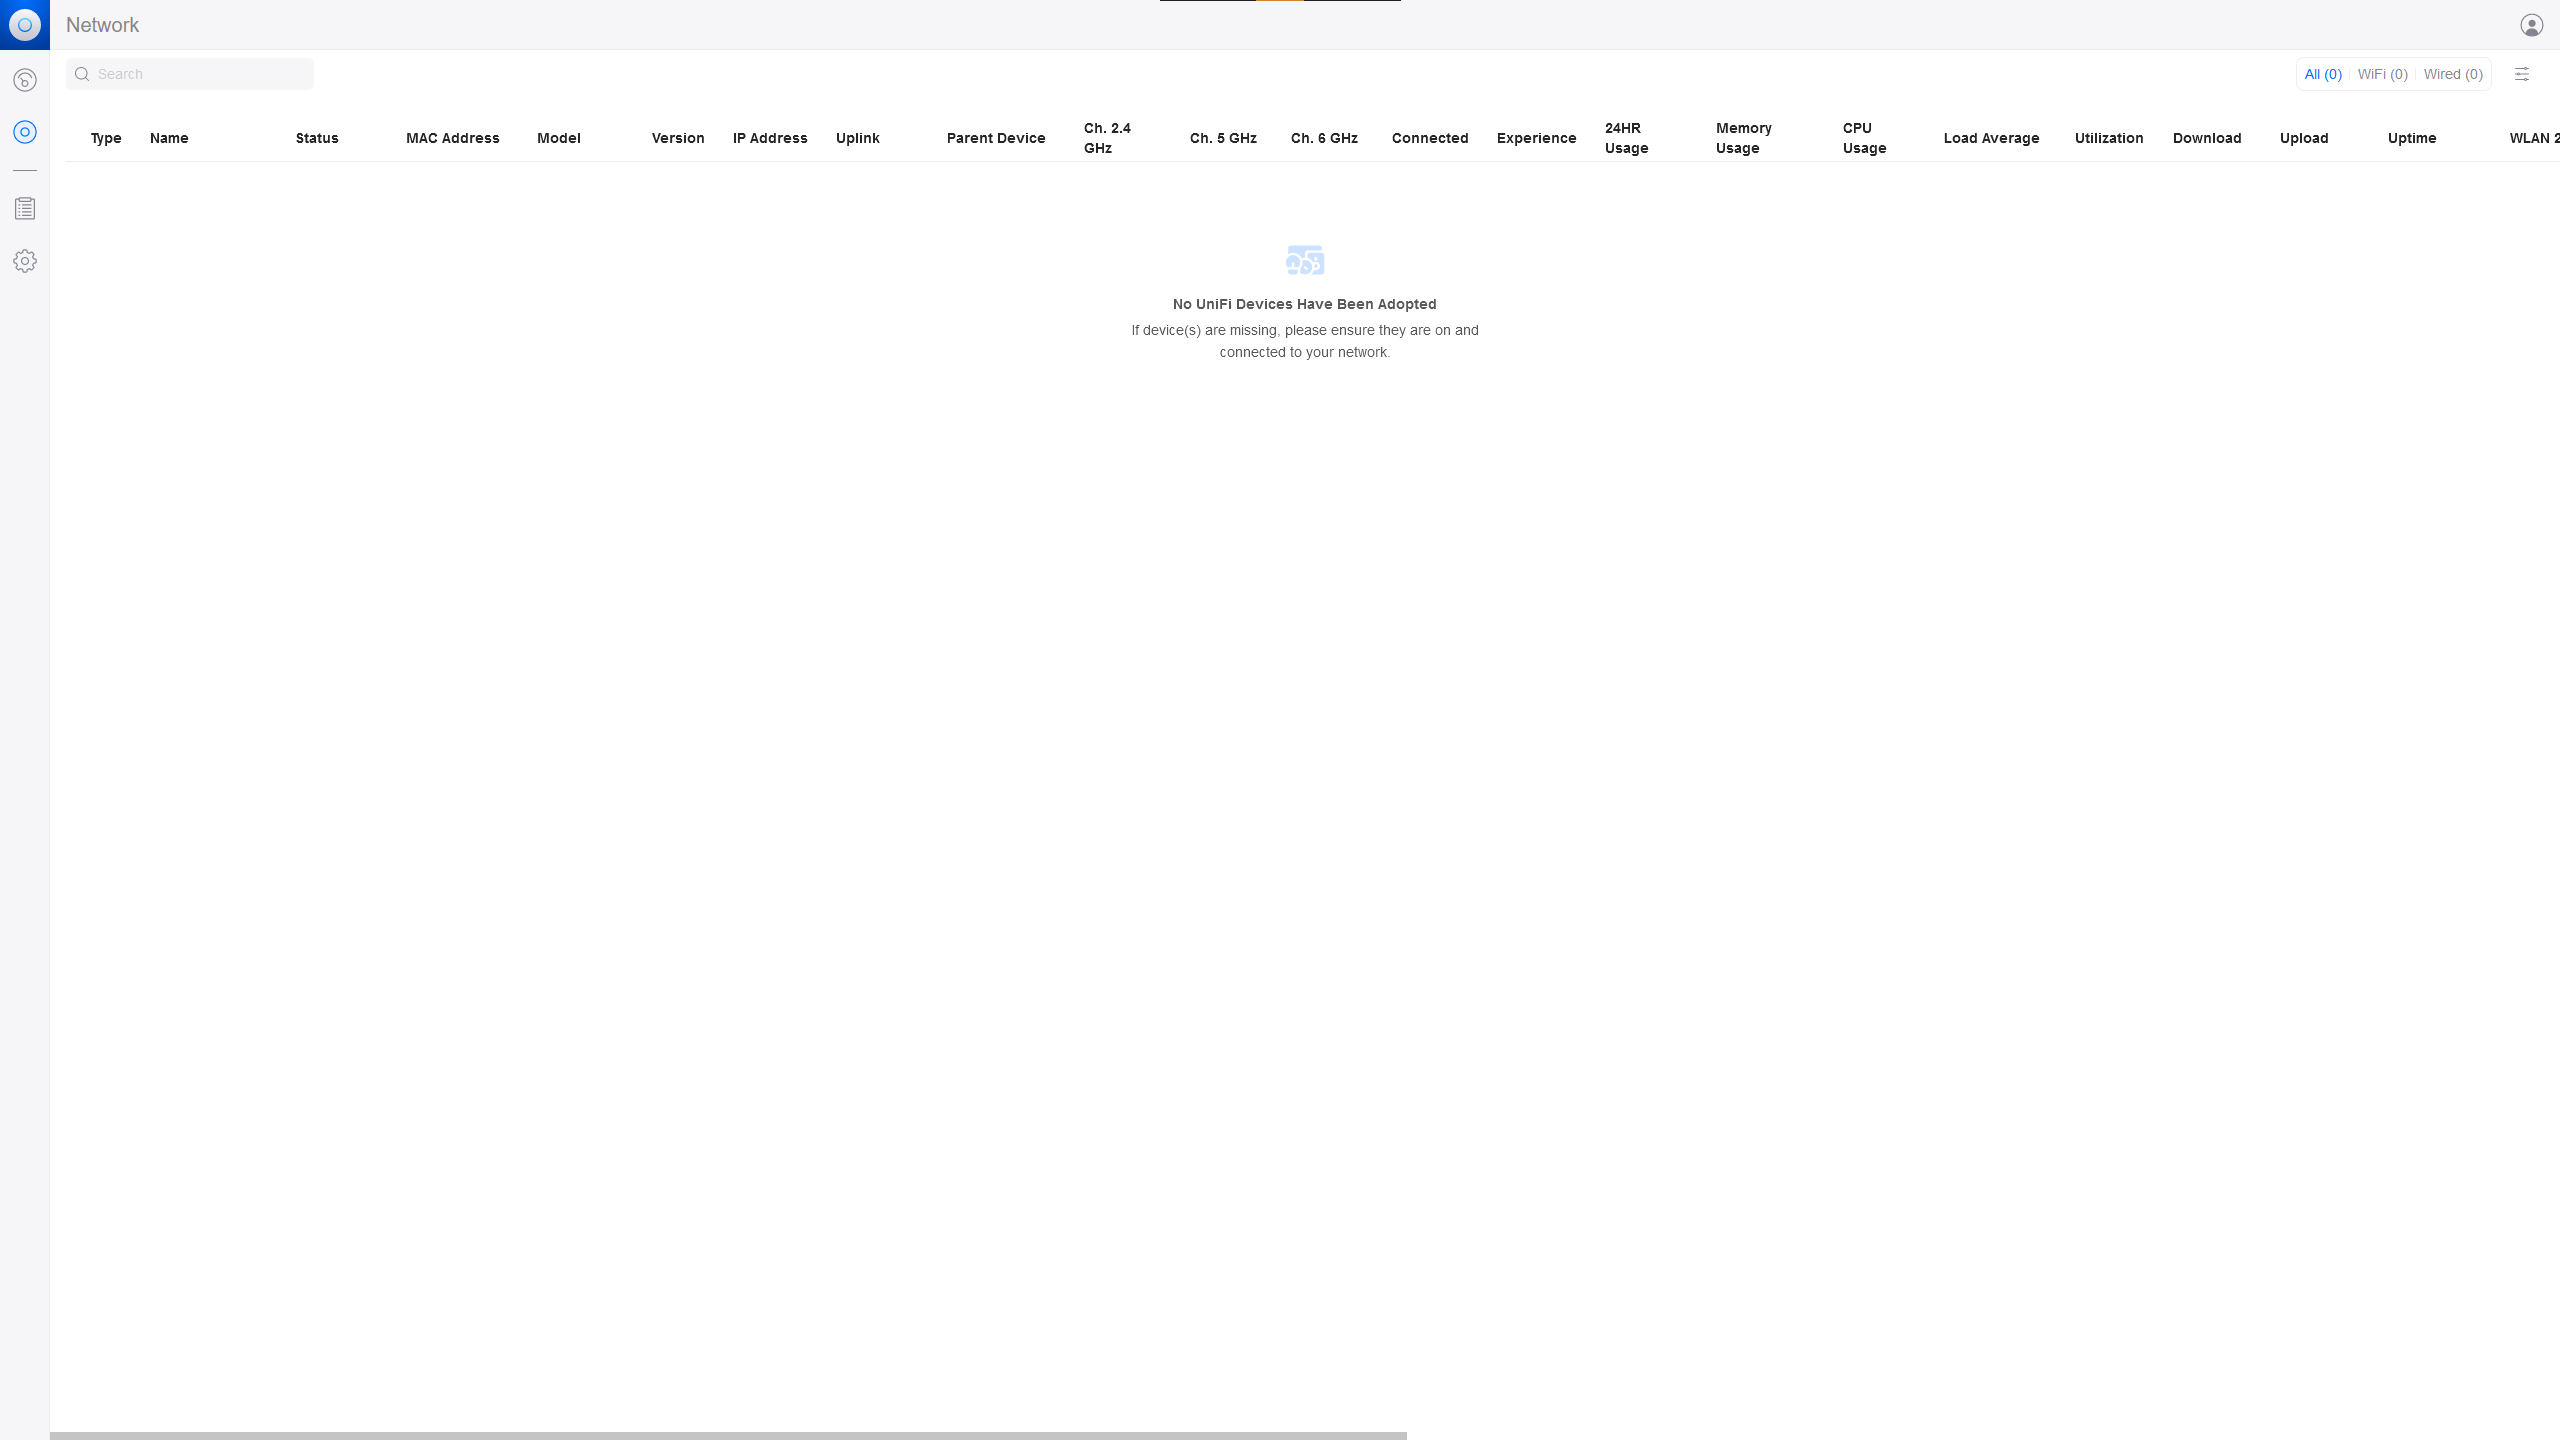 Network
Search
All (0) WiFi (0) Wired (0)
Type Name Status MAC Address Model Version IP Address Uplink Parent Device Ch. 2.4 GHz Ch. 5 GHz Ch. 6 GHz Connected Experience 24HR Usage Memory Usage CPU Usage Load Average Utilization Download Upload Uptime WLAN 2
No UniFi Devices Have Been Adopted
If device(s) are missing, please ensure they are on and
connected to your network.